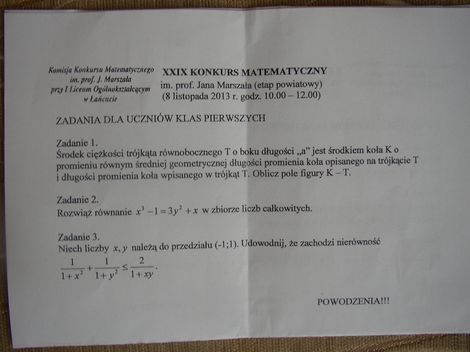 Komisja Konkursu Matematycznego
im. prof. J. Marszała
przy I Liceum Ogólnokształcącym
w Łańcucie
XXIX KONKURS MATEMATYCZNY
im. prof. Jana Marszała (etap powiatowy)
(8 listopada 2013 r. godz. 10.00 – 12.00)
ZADANIA DLA UCZNIÓW KLAS PIERWSZYCH
Zadanie 1.
Środek ciężkości trójkąta równobocznego T o boku długości „a” jest środkiem koła K o
promieniu równym średniej geometrycznej długości promienia koła opisanego na trójkącie T
i długości promienia koła wpisanego w trójkąt T. Oblicz pole figury K – T.
Zadanie 2.
Rozwiąż równanie x³ – 1 = 3y² + x w zbiorze liczb całkowitych.
Zadanie 3.
Niech liczby x, y należą do przedziału (-1;1). Udowodnij, że zachodzi nierówność
1/(1+x²) + 1/(1+y²) ≤ 2/(1+xy).
POWODZENIA!!!